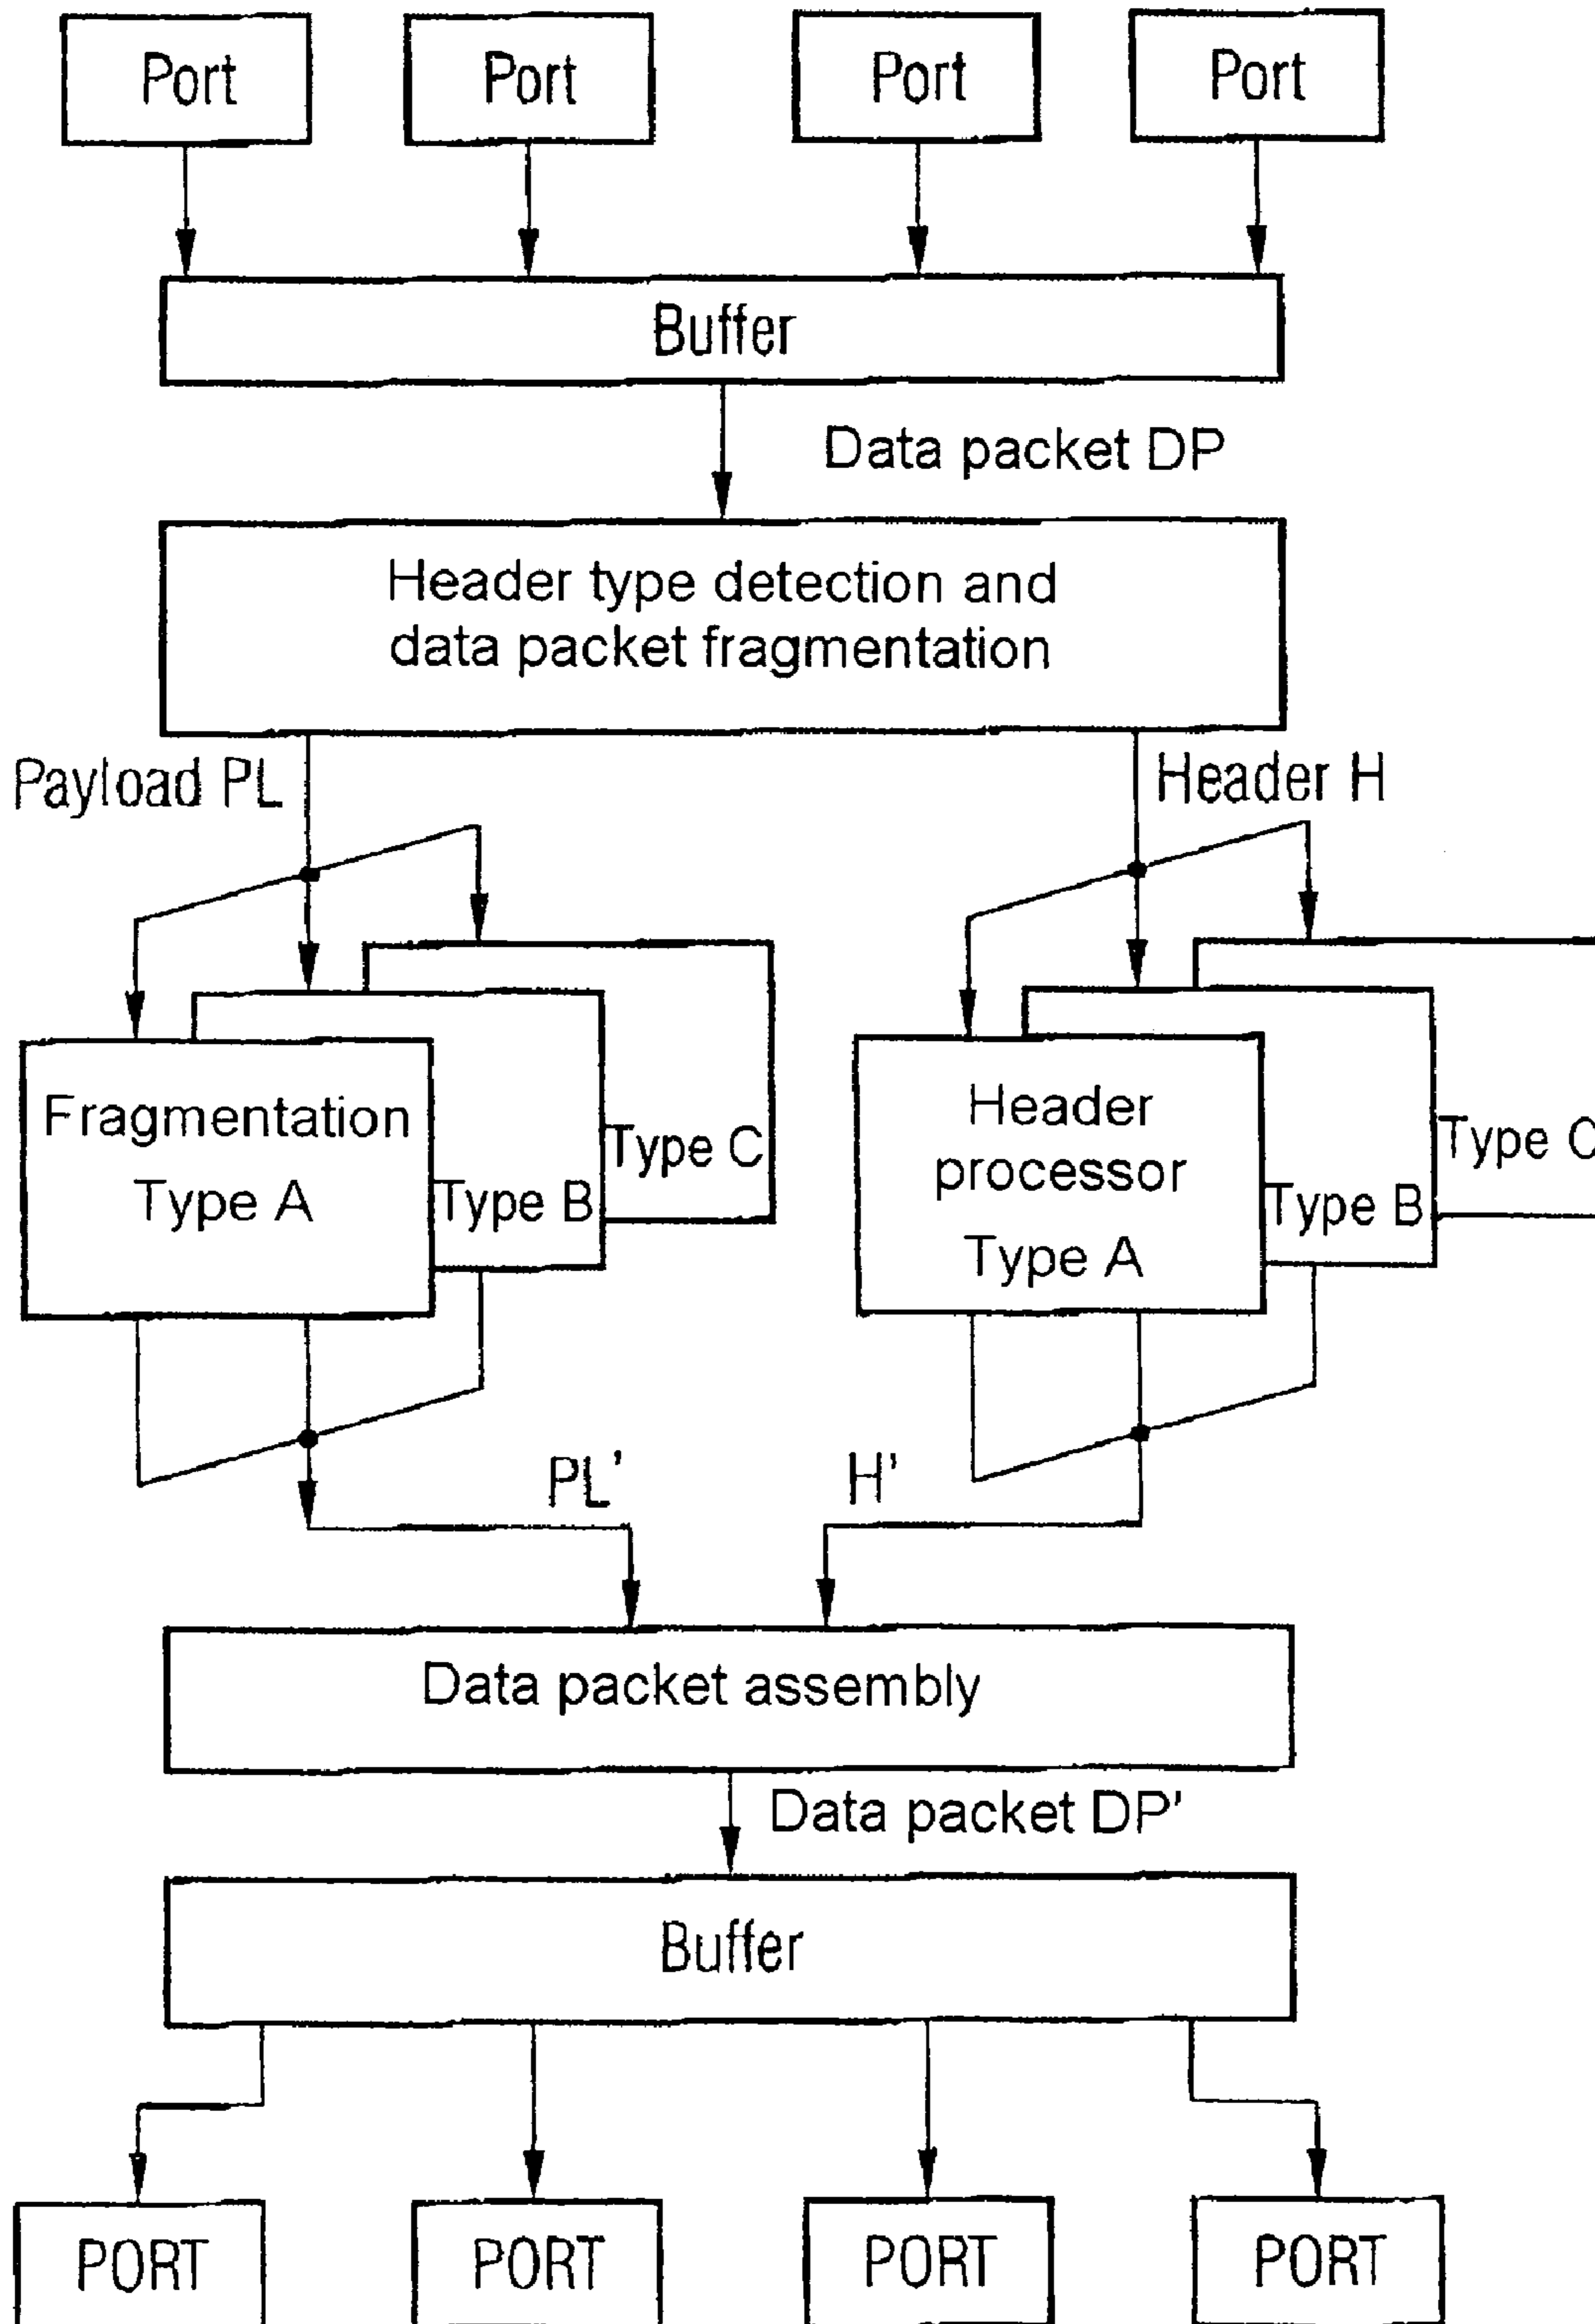 Port
Port
Port
Port
Buffer
Data packet DP
Header type detection and
data packet fragmentation
Payload PL
Header H
Fragmentation
Type A
Type B
Type C
Header
processor
Type A
Type B
Type C
PL'
H'
Data packet assembly
Data packet DP'
Buffer
PORT
PORT
PORT
PORT